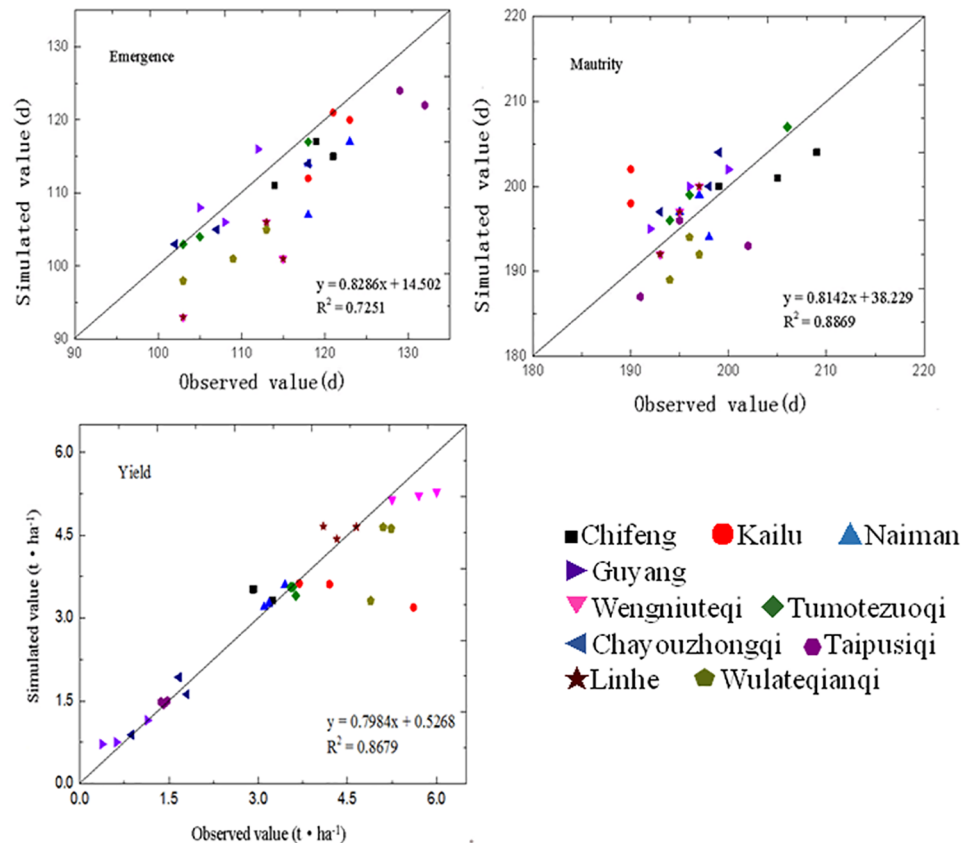 Emergence
Simulated value(d)
130
120
110
100
90
90 100 110 120 130
Observed value(d)
y = 0.8286x + 14.502
R² = 0.7251
Mautrity
Simulated value(d)
220
210
200
190
180
180 190 200 210 220
Observed value(d)
y = 0.8142x + 38.229
R² = 0.8869
Yield
Simulated value (t · ha⁻¹)
6.0
4.5
3.0
1.5
0.0
0.0 1.5 3.0 4.5 6.0
Observed value (t · ha⁻¹)
y = 0.7984x + 0.5268
R² = 0.8679
Chifeng Kailu Naiman
Guyang
Wengniuteqi Tumotezuoqi
Chayouzhongqi Taipusiqi
Linhe Wulateqianqi